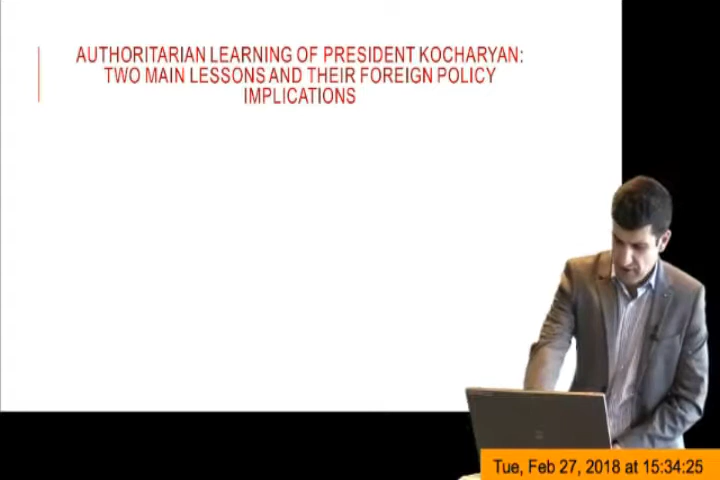 AUTHORITARIAN LEARNING OF PRESIDENT KOCHARYAN:
TWO MAIN LESSONS AND THEIR FOREIGN POLICY
IMPLICATIONS
Tue, Feb 27, 2018 at 15:34:25